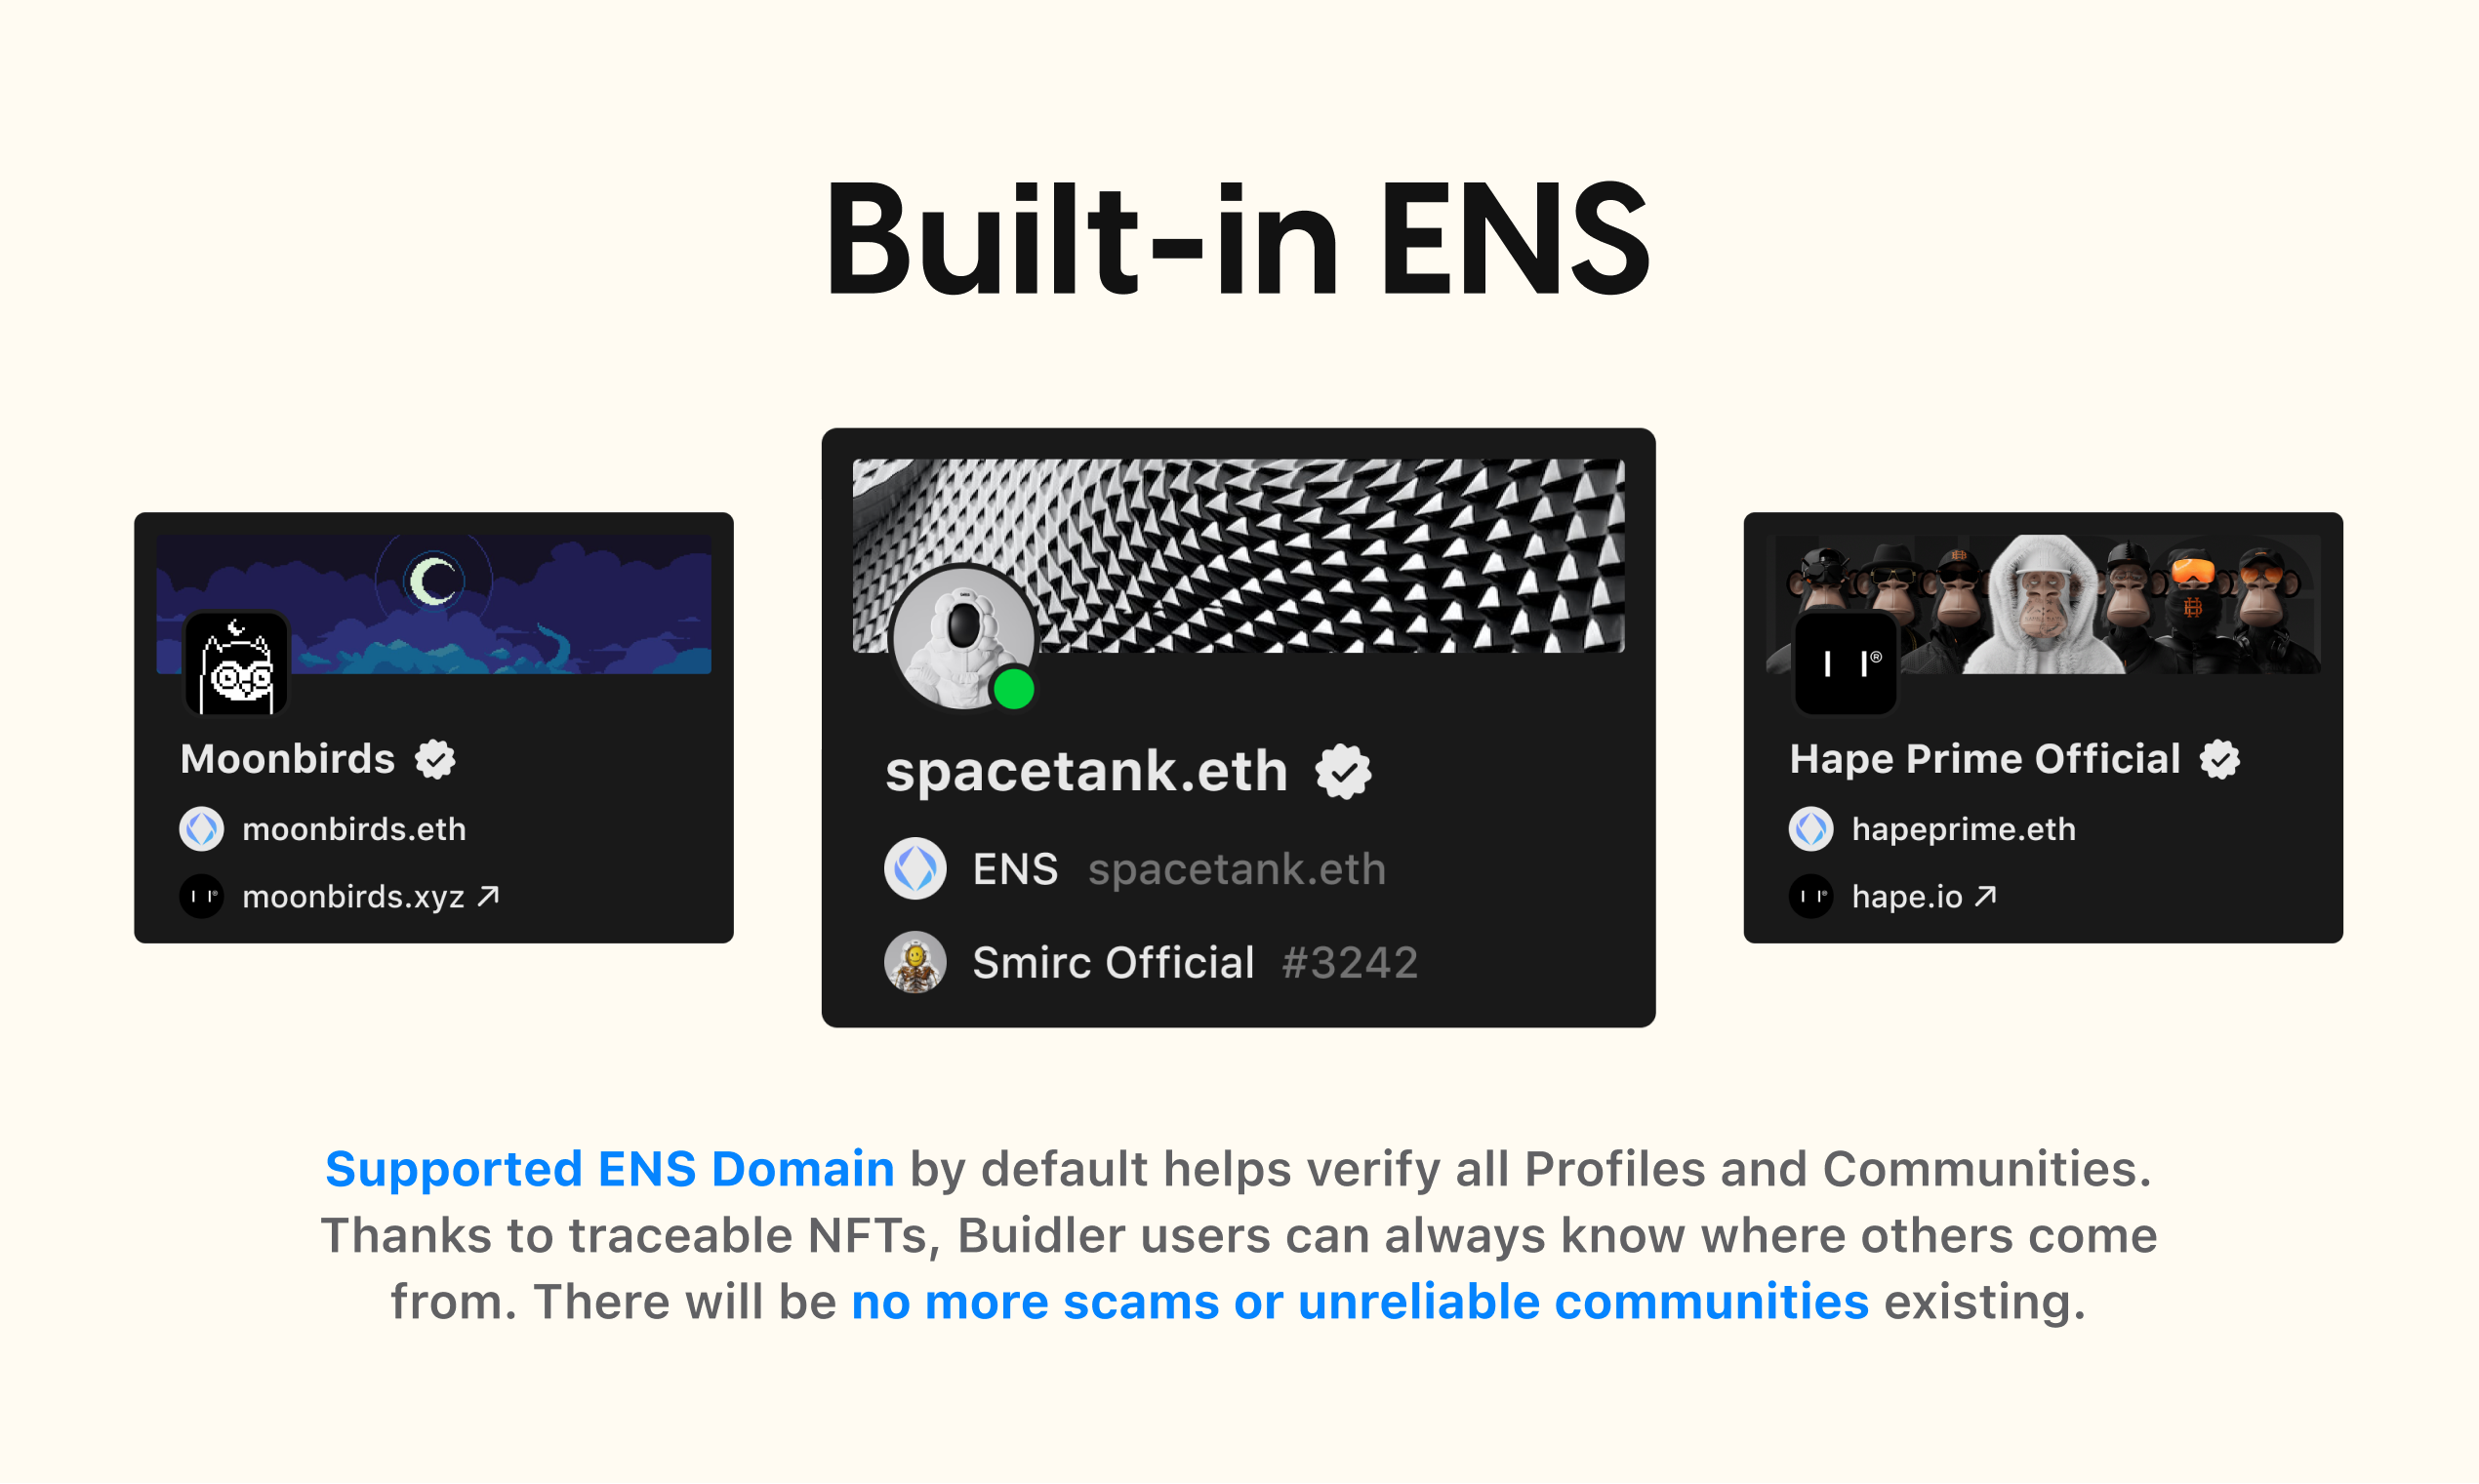 Built-in ENS
Moonbirds
moonbirds.eth
moonbirds.xyz
spacetank.eth
ENS spacetank.eth
Smirc Official #3242
®
Hape Prime Official
hapeprime.eth
hape.io
Supported ENS Domain by default helps verify all Profiles and Communities.
Thanks to traceable NFTs, Buidler users can always know where others come
from. There will be no more scams or unreliable communities existing.